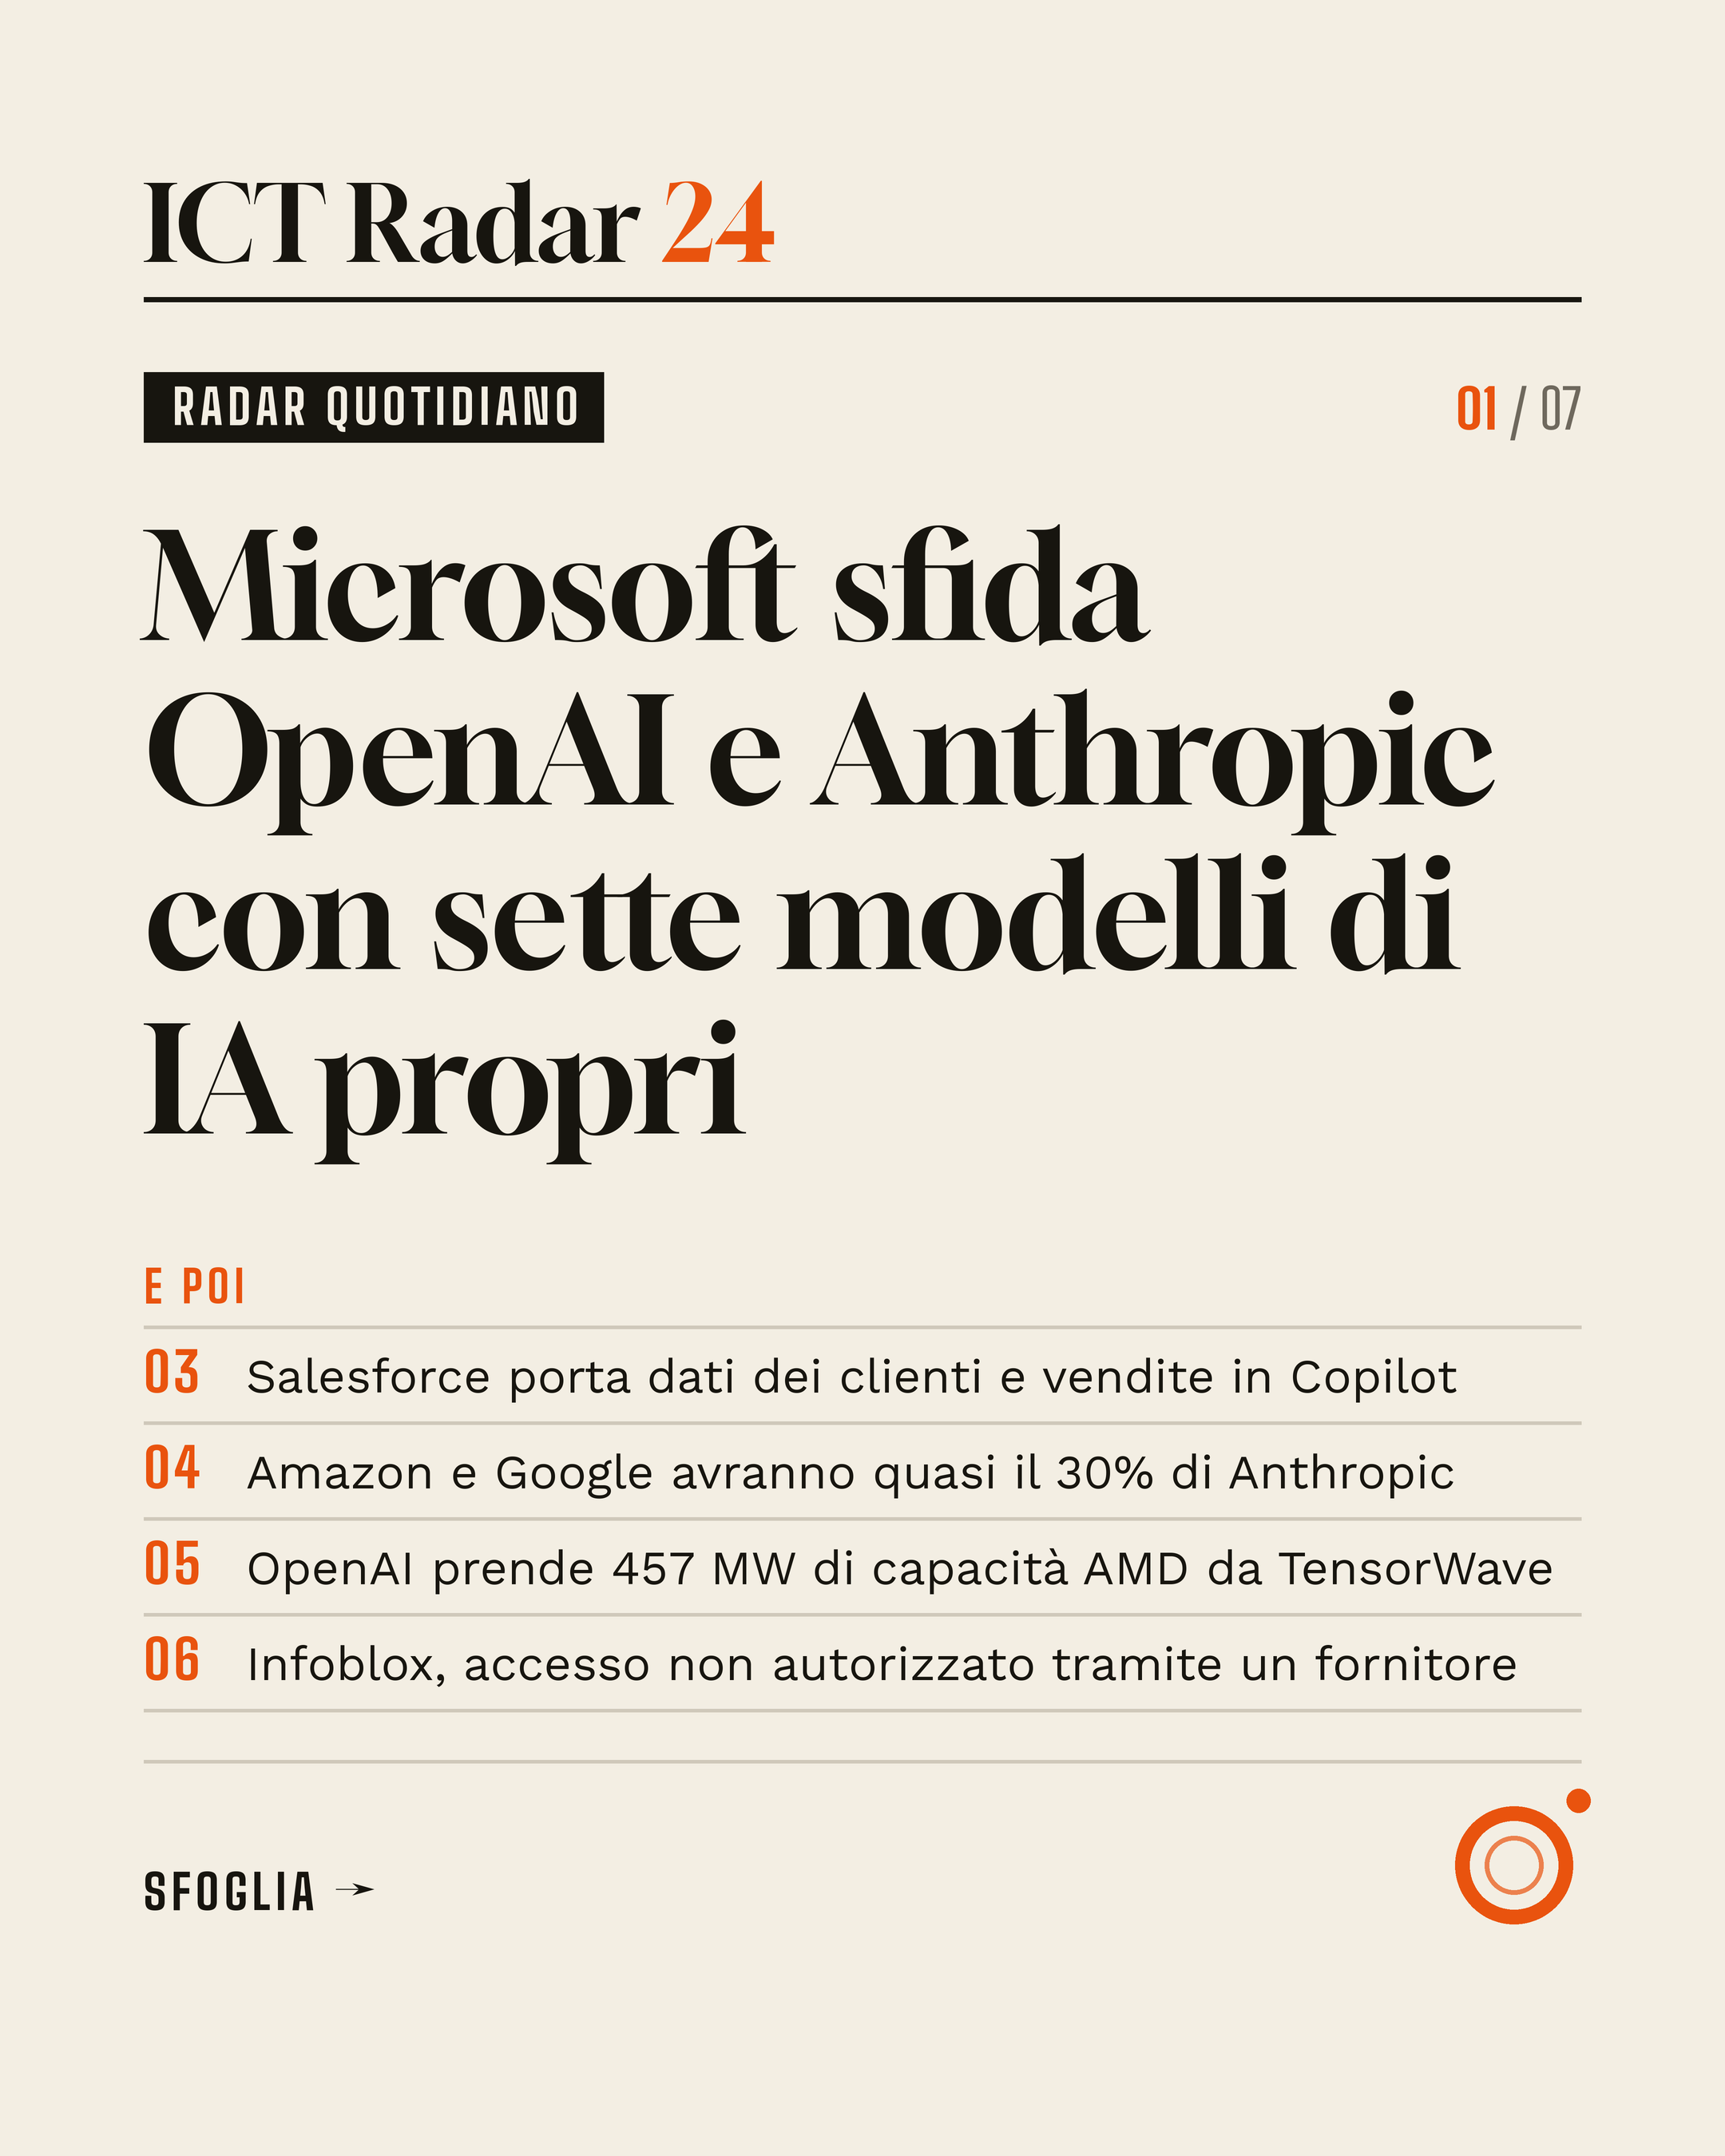 ICT Radar 24
RADAR QUOTIDIANO
01 / 07
Microsoft sfida
OpenAI e Anthropic
con sette modelli di
IA propri
E POI
03 Salesforce porta dati dei clienti e vendite in Copilot
04 Amazon e Google avranno quasi il 30% di Anthropic
05 OpenAI prende 457 MW di capacità AMD da TensorWave
06 Infoblox, accesso non autorizzato tramite un fornitore
SFOGLIA →